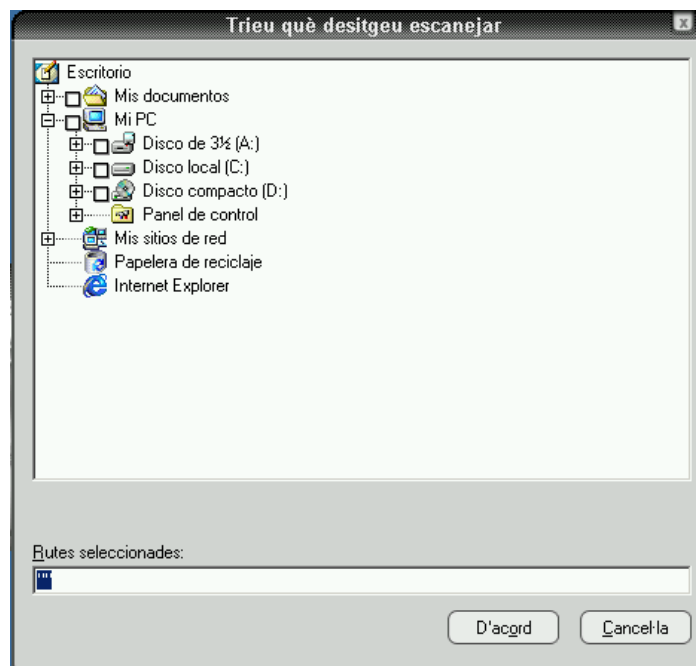 Trieu què desitgeu escanejar
Escritorio
Mis documentos
Mi PC
Disco de 3½ (A:)
Disco local (C:)
Disco compacto (D:)
Panel de control
Mis sitios de red
Papelera de reciclaje
Internet Explorer
Rutes seleccionades:
""
D'acord Cancel·la